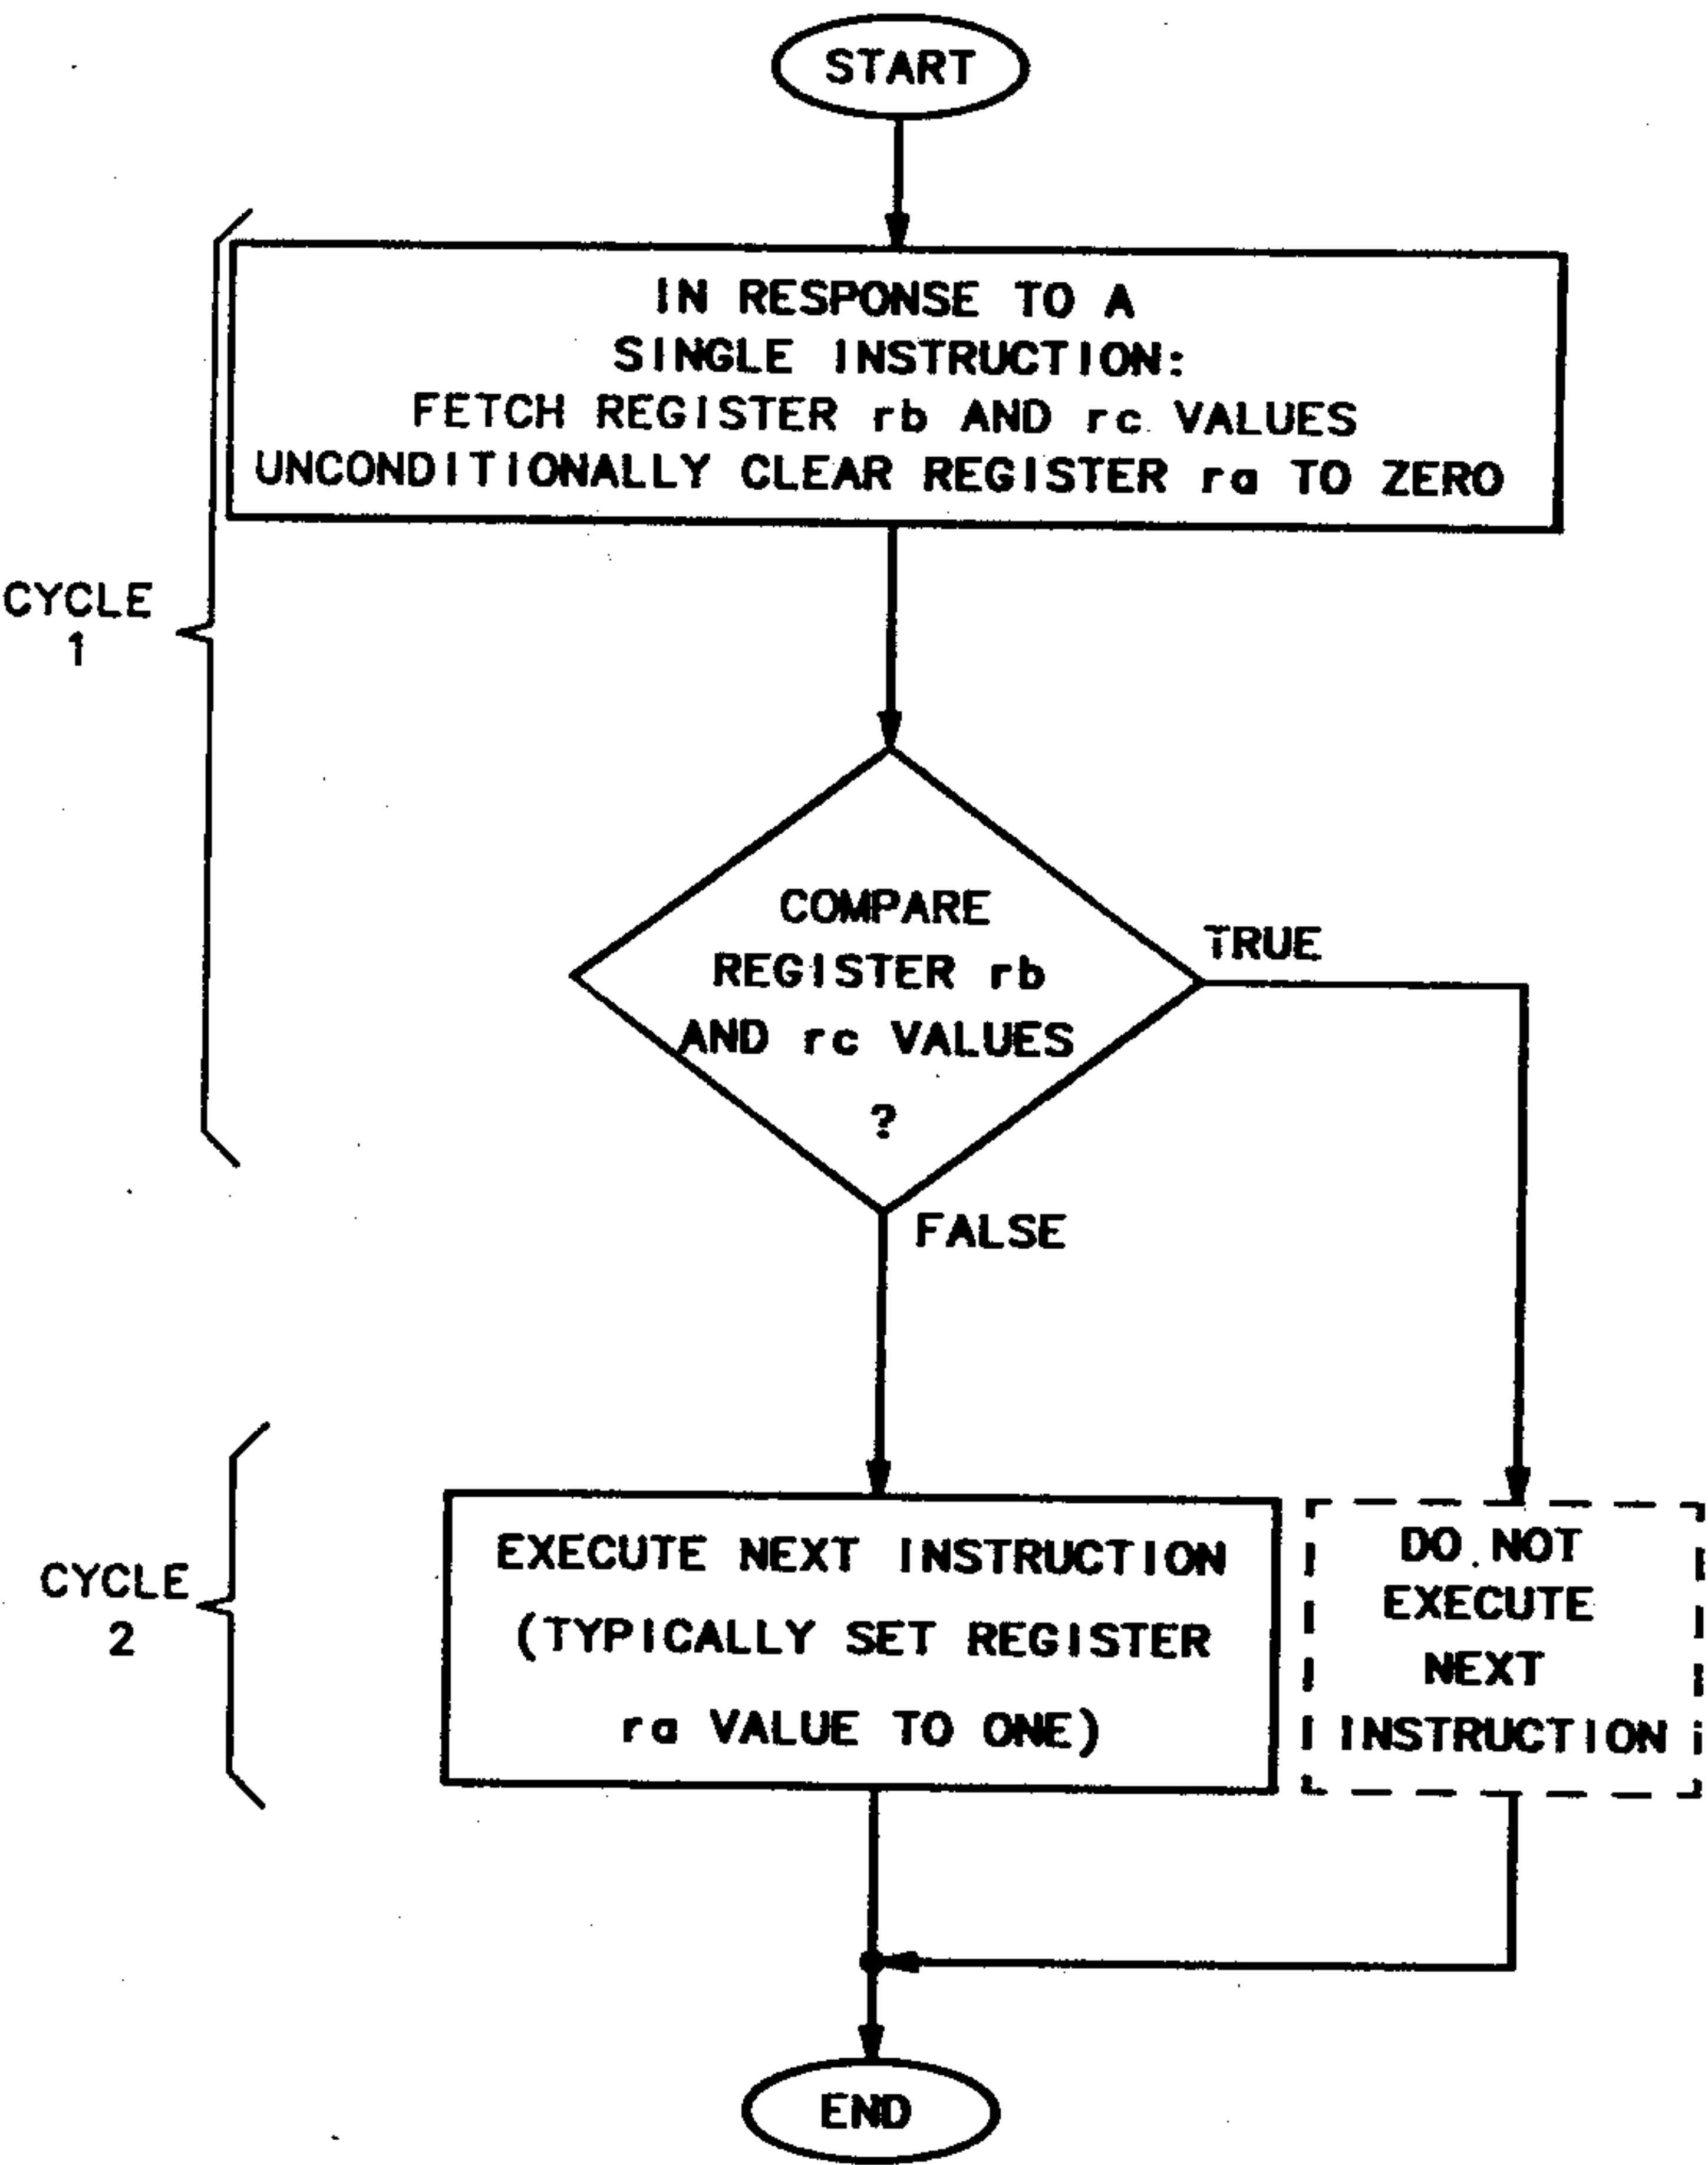 START
IN RESPONSE TO A
SINGLE INSTRUCTION:
FETCH REGISTER rb AND rc VALUES
UNCONDITIONALLY CLEAR REGISTER ra TO ZERO
CYCLE
1
COMPARE
REGISTER rb
AND rc VALUES
?
TRUE
FALSE
CYCLE
2
EXECUTE NEXT INSTRUCTION
(TYPICALLY SET REGISTER
ra VALUE TO ONE)
DO NOT
EXECUTE
NEXT
INSTRUCTION
END